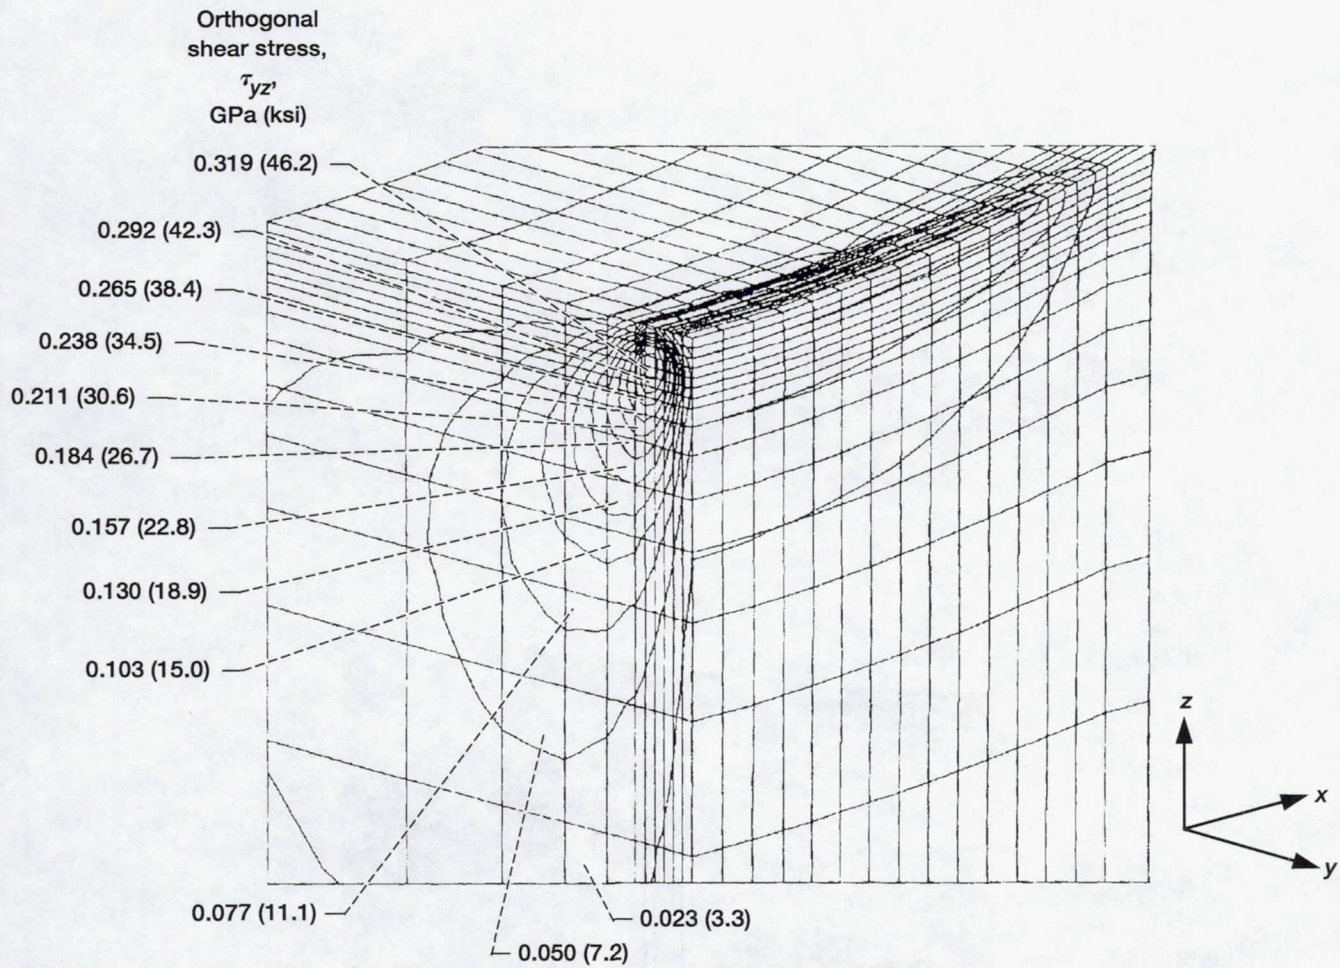 Orthogonal
shear stress,
τyz,
GPa (ksi)
0.319 (46.2)
0.292 (42.3)
0.265 (38.4)
0.238 (34.5)
0.211 (30.6)
0.184 (26.7)
0.157 (22.8)
0.130 (18.9)
0.103 (15.0)
0.077 (11.1)
0.050 (7.2)
0.023 (3.3)
z
x
y